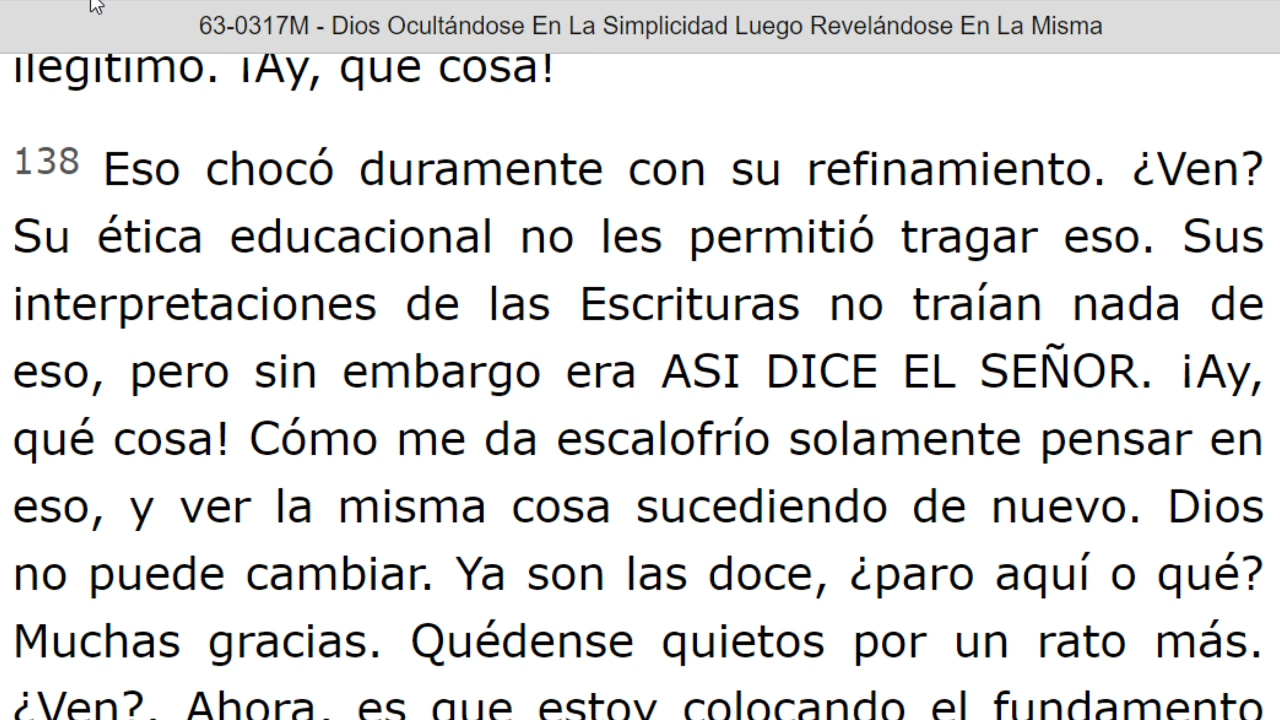 63-0317M - Dios Ocultándose En La Simplicidad Luego Revelándose En La Misma
ilegítimo. ¡Ay, qué cosa!
138 Eso chocó duramente con su refinamiento. ¿Ven?
Su ética educacional no les permitió tragar eso. Sus
interpretaciones de las Escrituras no traían nada de
eso, pero sin embargo era ASI DICE EL SEÑOR. ¡Ay,
qué cosa! Cómo me da escalofrío solamente pensar en
eso, y ver la misma cosa sucediendo de nuevo. Dios
no puede cambiar. Ya son las doce, ¿paro aquí o qué?
Muchas gracias. Quédense quietos por un rato más.
¿Ven?. Ahora, es que estoy colocando el fundamento